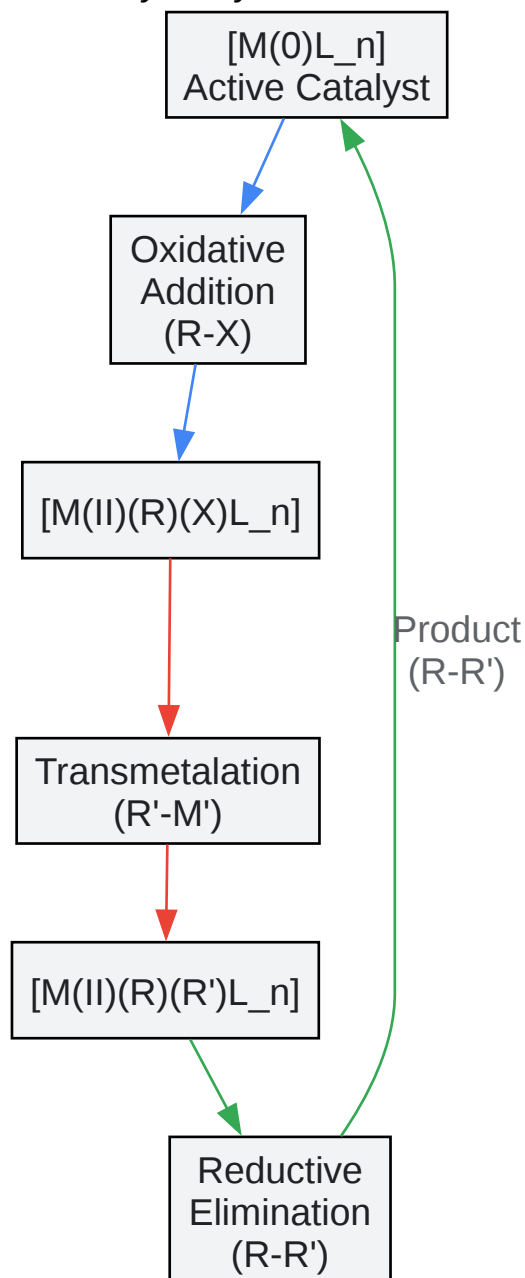 [M(0)L_n]
Active Catalyst
Oxidative
Addition
(R-X)
[M(II)(R)(X)L_n]
Product
(R-R')
Transmetalation
(R'-M')
[M(II)(R)(R')L_n]
Reductive
Elimination
(R-R')